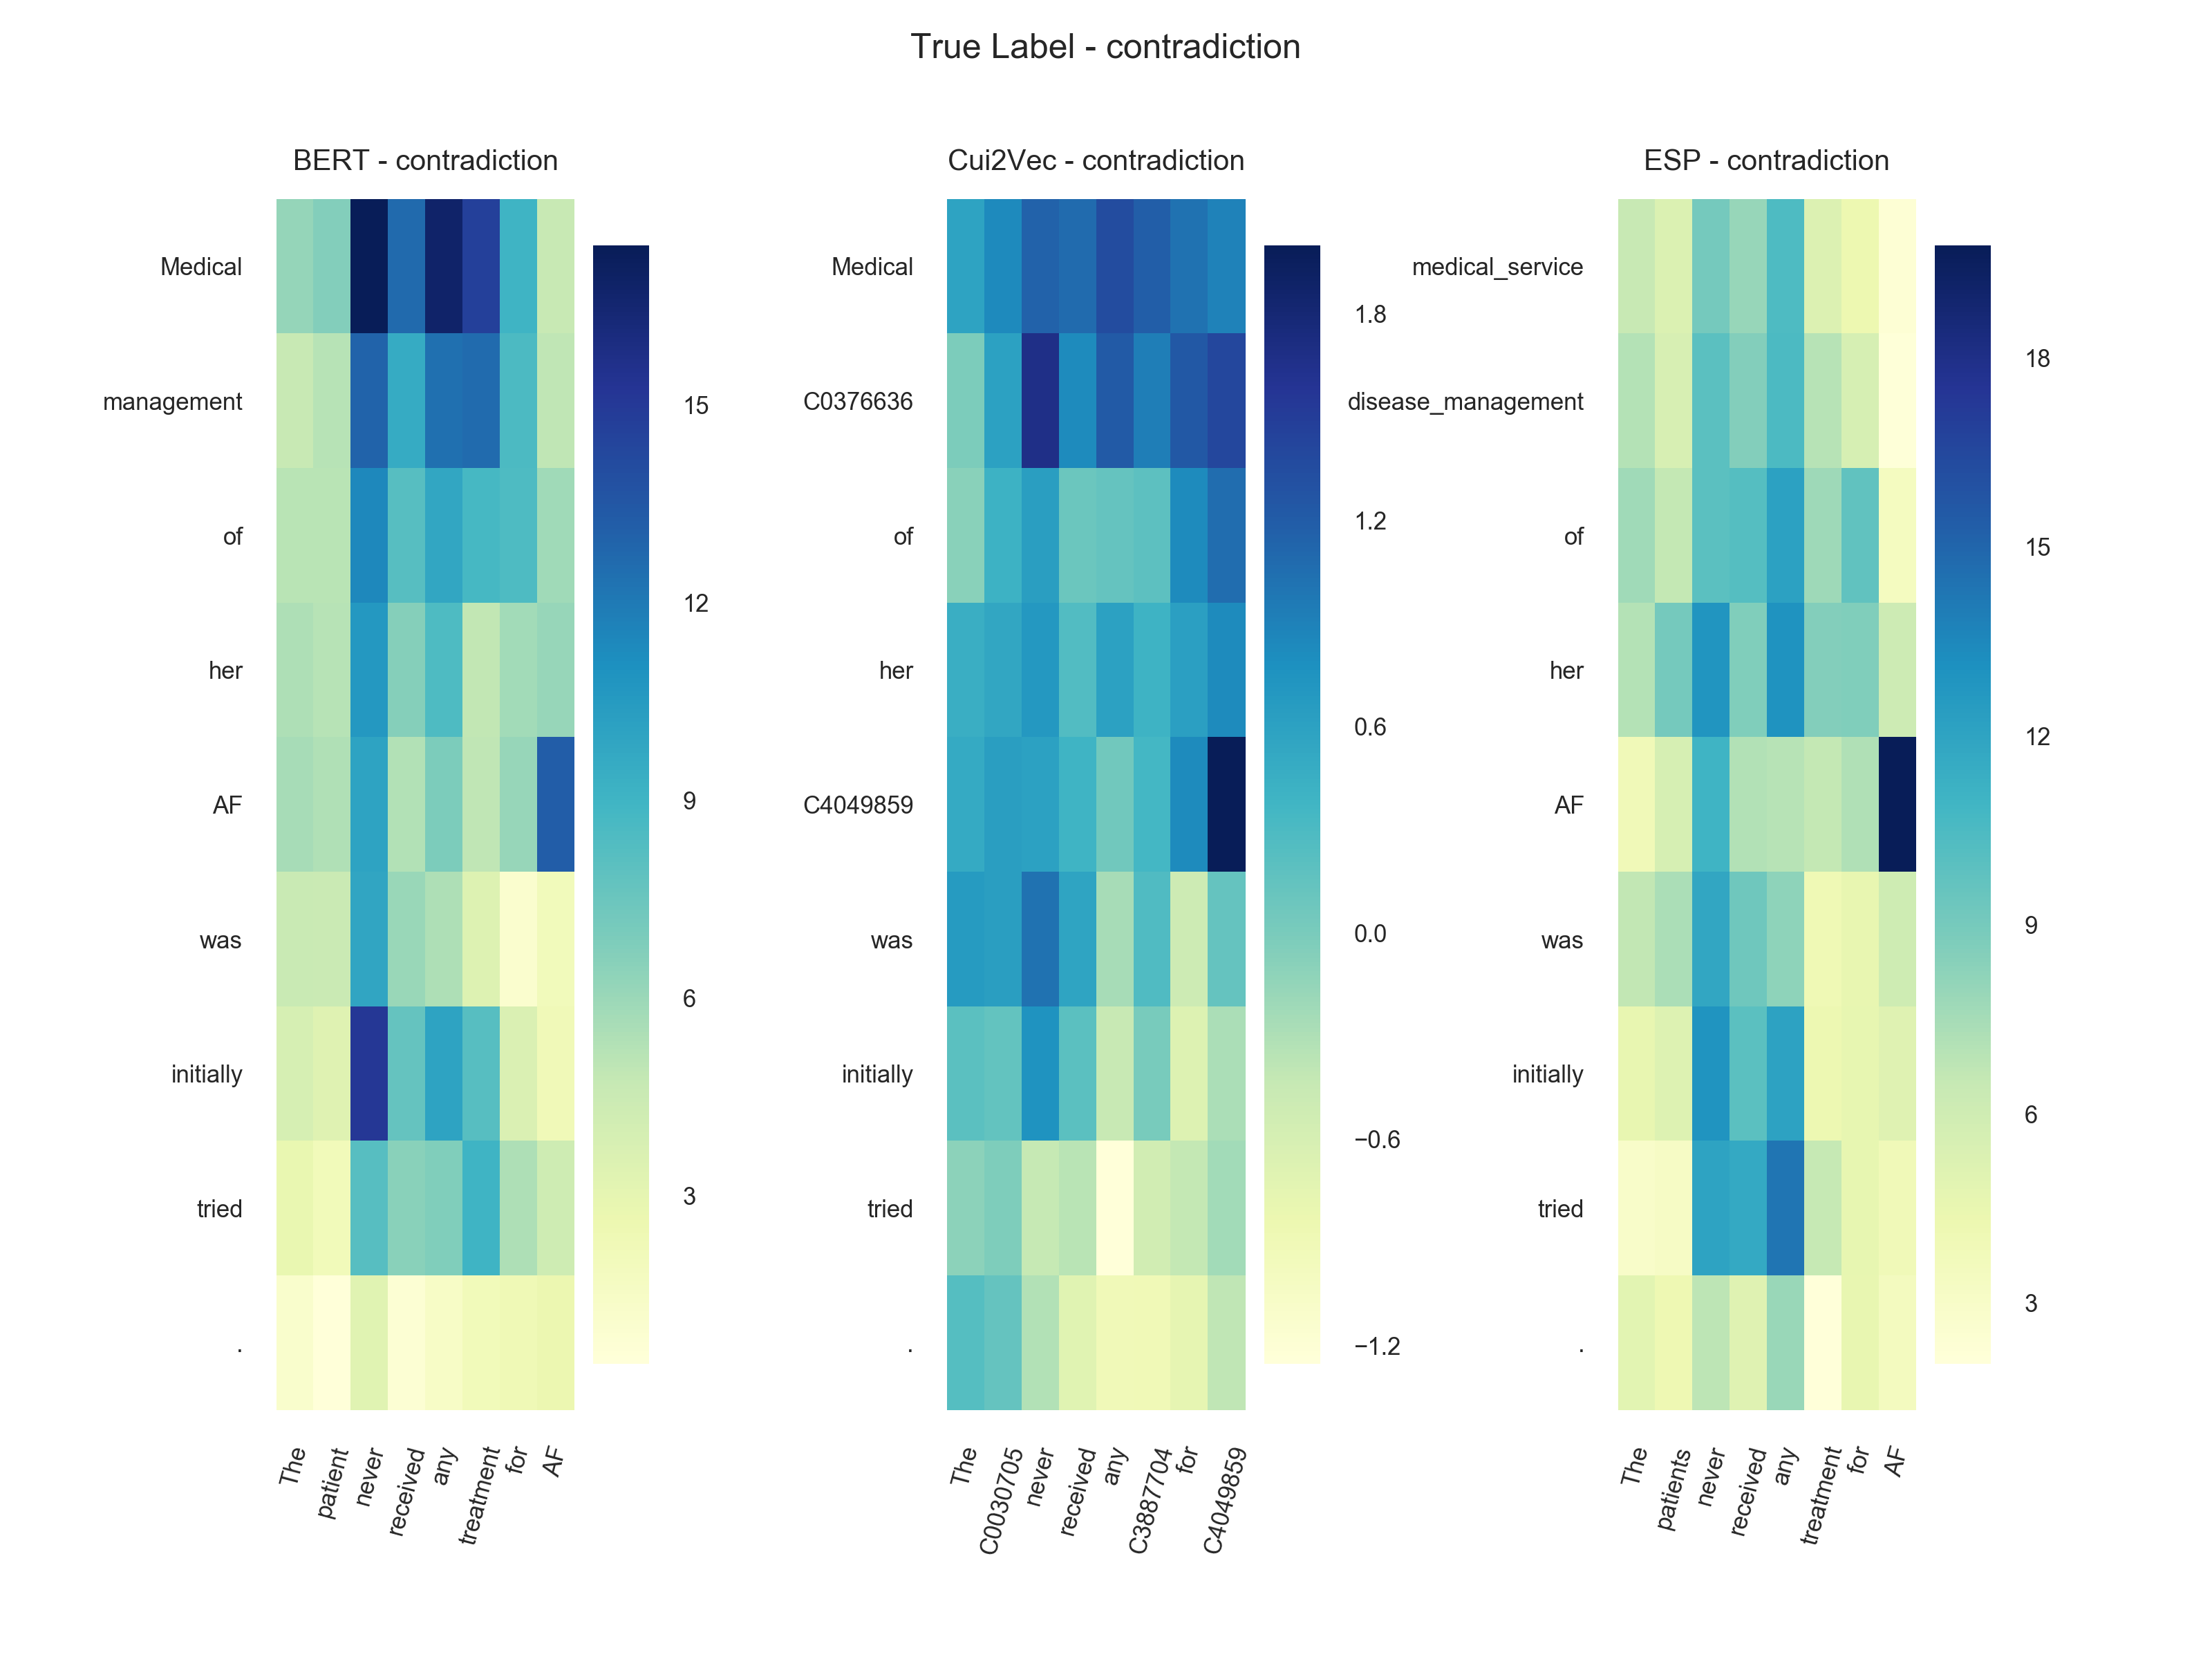 True Label - contradiction
BERT - contradiction
Medical
management
of
her
AF
was
initially
tried
.
The
patient
never
received
any
treatment
for
AF
15
12
9
6
3
Cui2Vec - contradiction
Medical
C0376636
of
her
C4049859
was
initially
tried
.
The
C0030705
never
received
any
C3887704
for
C4049859
1.8
1.2
0.6
0.0
−0.6
−1.2
ESP - contradiction
medical_service
disease_management
of
her
AF
was
initially
tried
.
The
patients
never
received
any
treatment
for
AF
18
15
12
9
6
3